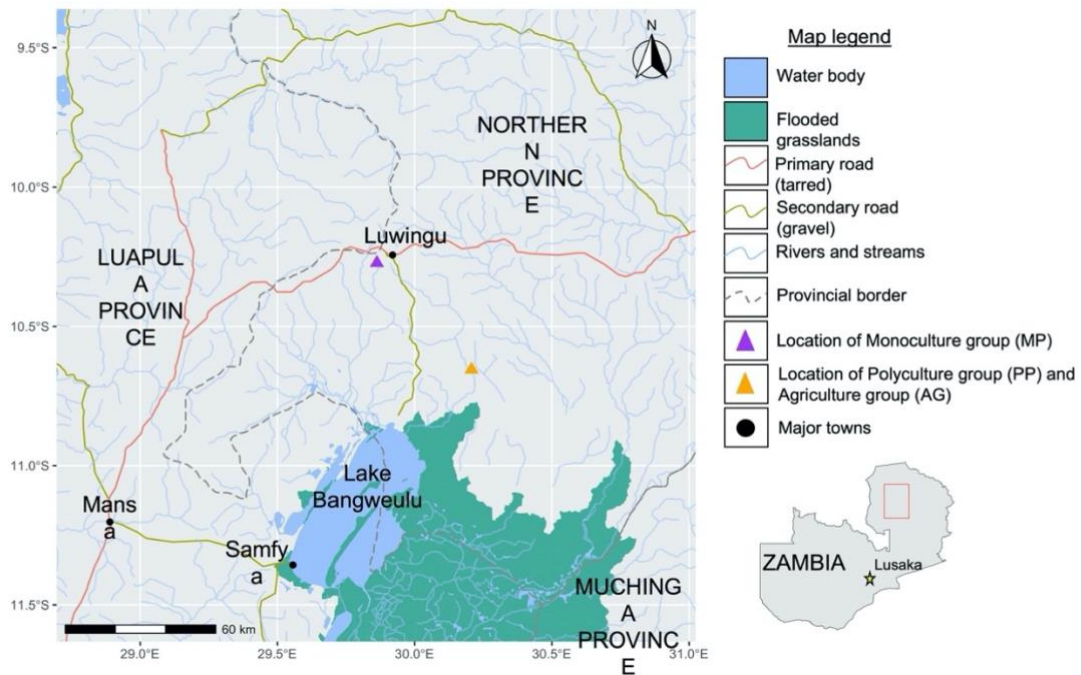 9.5°S
10.0°S
10.5°S
11.0°S
11.5°S
29.0°E
29.5°E
30.0°E
30.5°E
31.0°E
N
NORTHER
N
PROVINC
E
Luwingu
LUAPUL
A
PROVIN
CE
Lake
Bangweulu
Mans
a
Samfy
a
MUCHING
A
PROVINC
E
60 km
Map legend
Water body
Flooded
grasslands
Primary road
(tarred)
Secondary road
(gravel)
Rivers and streams
Provincial border
Location of Monoculture group (MP)
Location of Polyculture group (PP) and
Agriculture group (AG)
Major towns
ZAMBIA
Lusaka